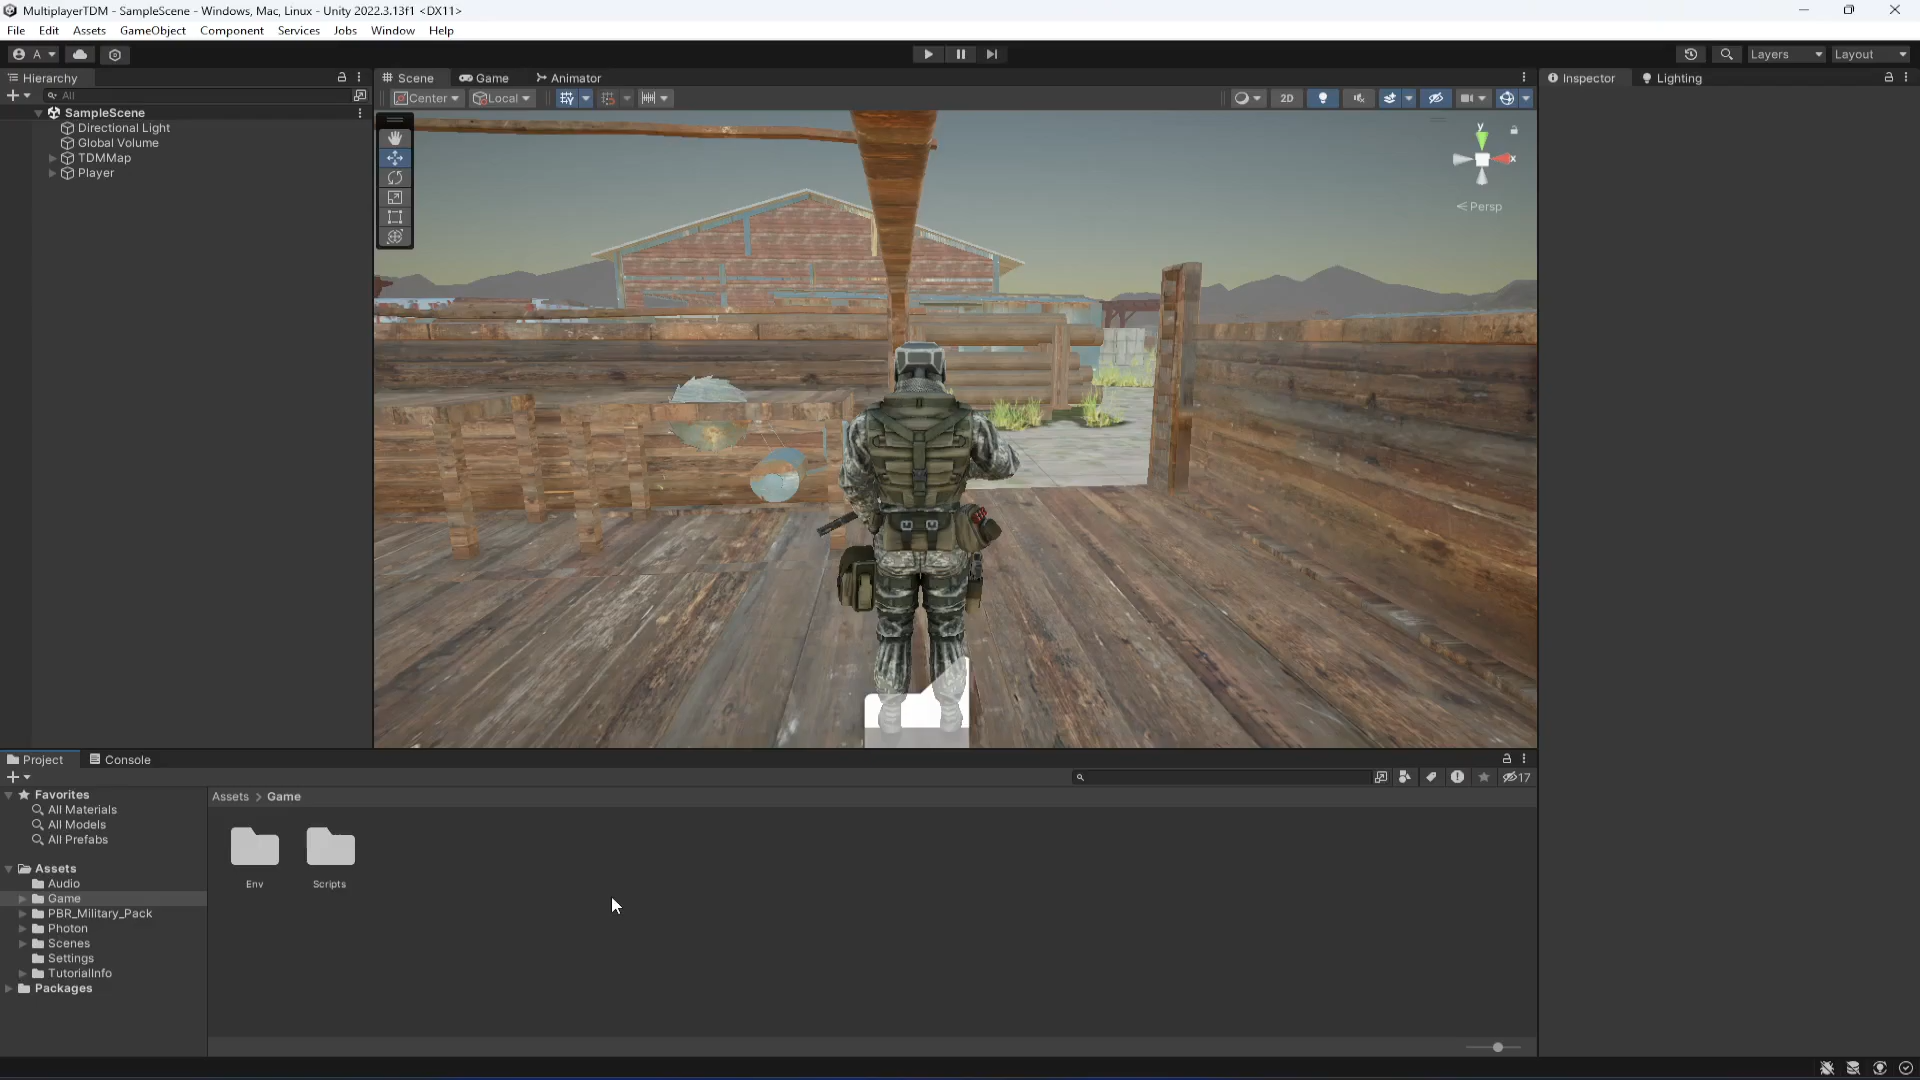 MultiplayerTDM - SampleScene - Windows, Mac, Linux - Unity 2022.3.13f1 <DX11>
File Edit Assets GameObject Component Services Jobs Window Help
A Layers Layout
Hierarchy
All
SampleScene
Directional Light
Global Volume
TDMMap
Player
Scene Game Animator
Center Local 2D
y
x
Persp
Inspector Lighting
Project Console
17
Favorites
All Materials
All Models
All Prefabs
Assets
Audio
Game
PBR_Military_Pack
Photon
Scenes
Settings
TutorialInfo
Packages
Assets > Game
Env Scripts